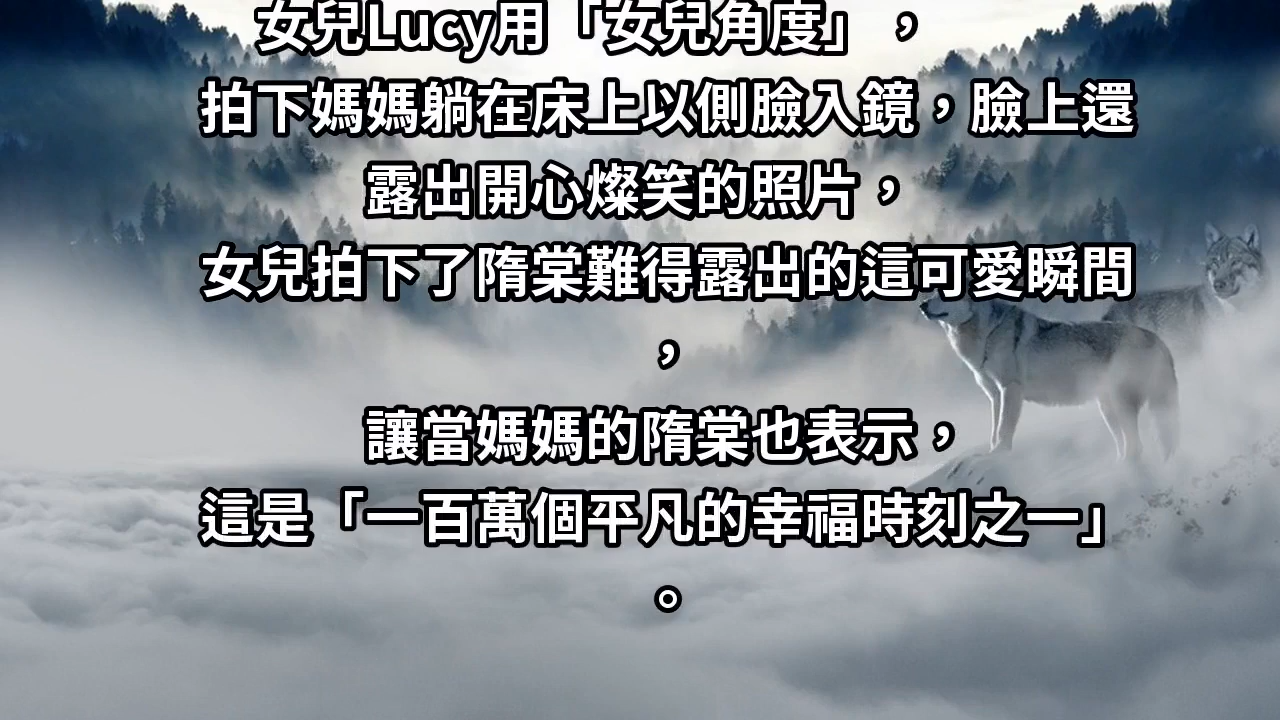 女兒Lucy用「女兒角度」，
拍下媽媽躺在床上以側臉入鏡，臉上還
露出開心燦笑的照片，
女兒拍下了隋棠難得露出的這可愛瞬間
，
讓當媽媽的隋棠也表示，
這是「一百萬個平凡的幸福時刻之一」
。